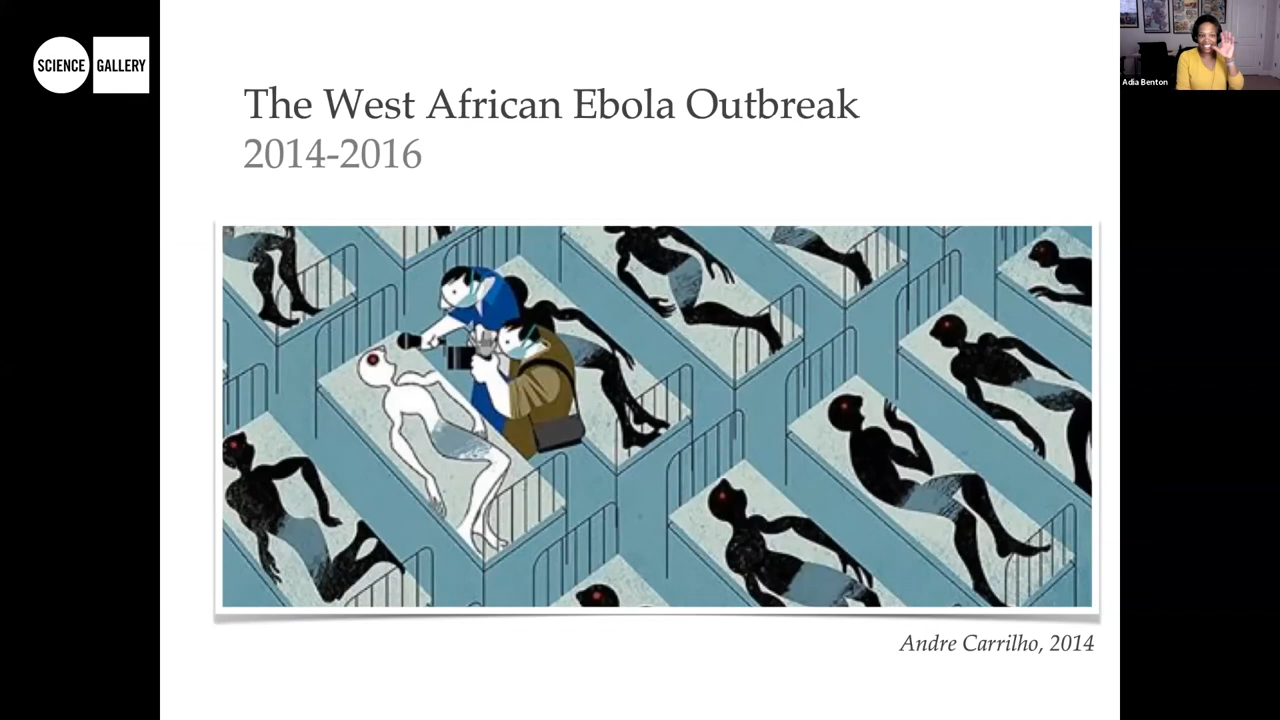 SCIENCE GALLERY
Adia Benton
The West African Ebola Outbreak
2014-2016
Andre Carrilho, 2014